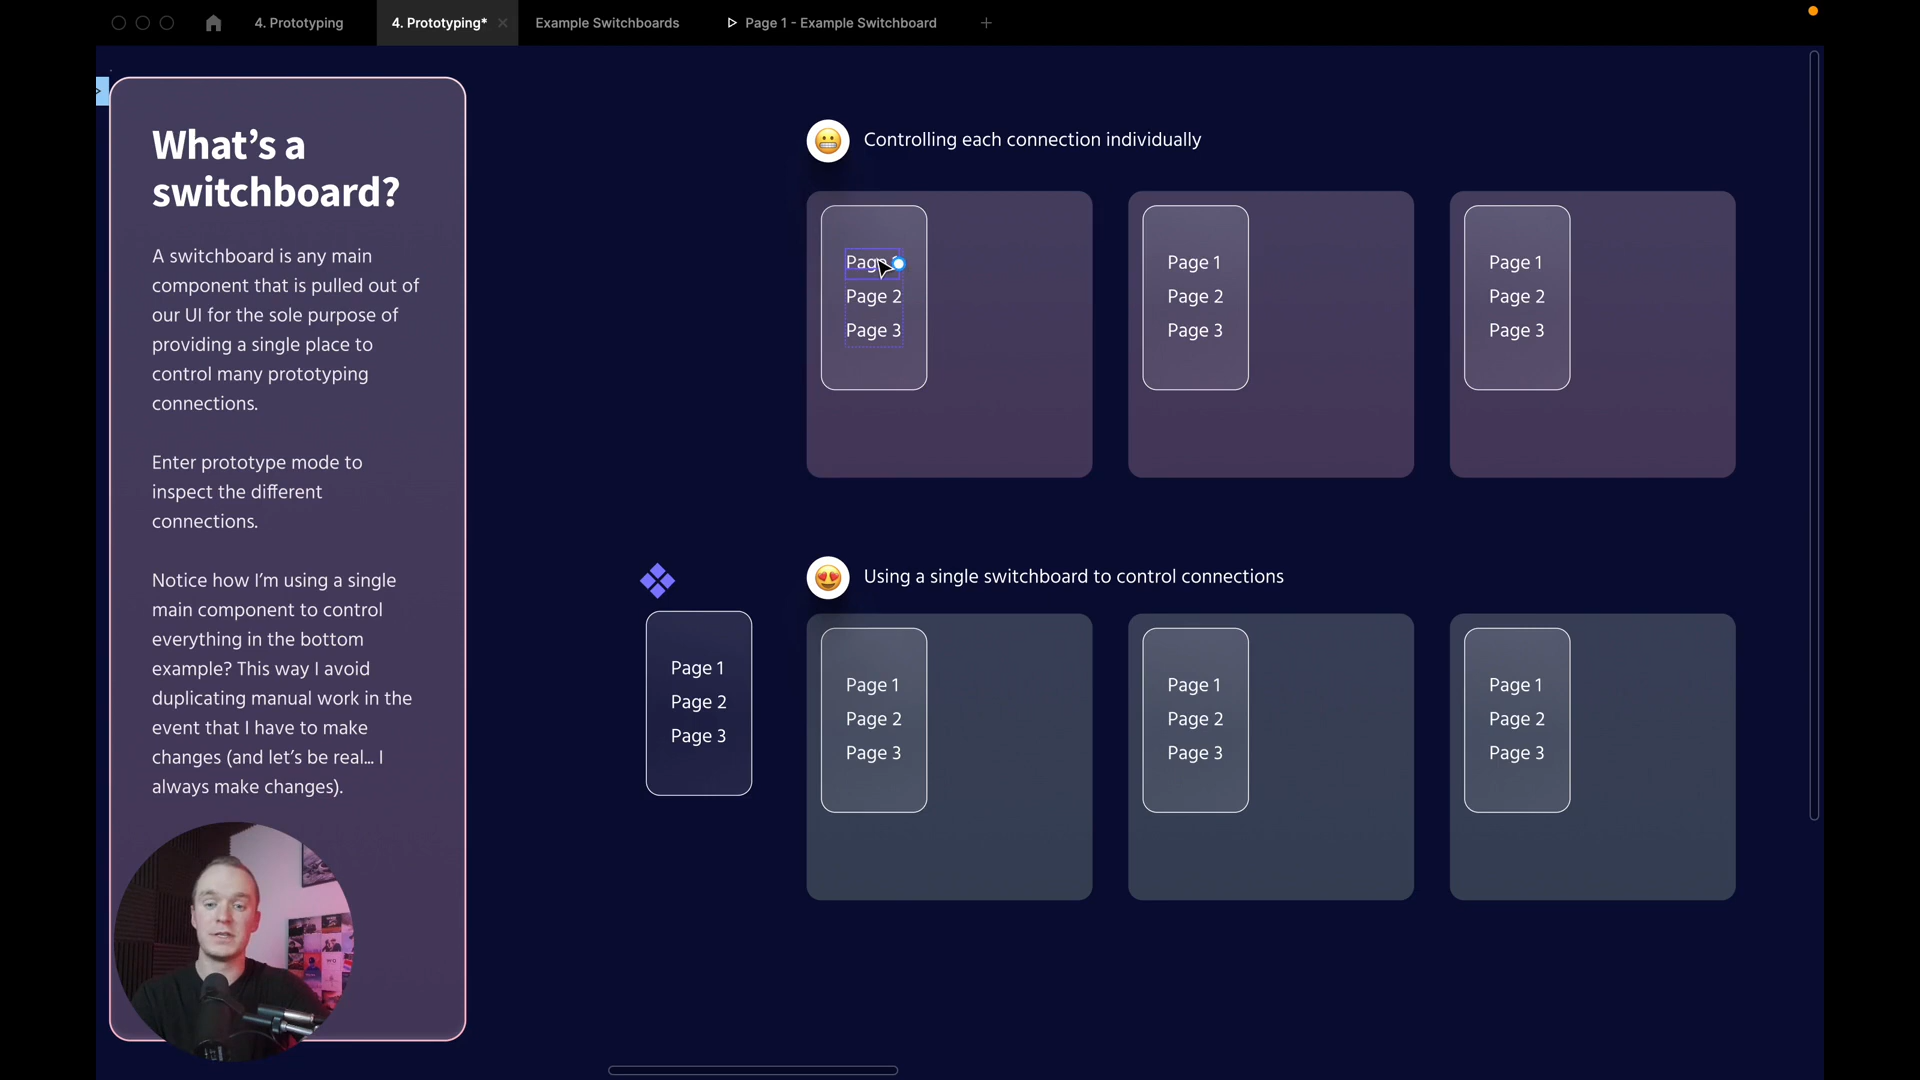 4. Prototyping
4. Prototyping*
Example Switchboards
Page 1 - Example Switchboard
What's a
switchboard?
A switchboard is any main
component that is pulled out of
our UI for the sole purpose of
providing a single place to
control many prototyping
connections.
Enter prototype mode to
inspect the different
connections.
Notice how I'm using a single
main component to control
everything in the bottom
example? This way I avoid
duplicating manual work in the
event that I have to make
changes (and let's be real... I
always make changes).
Controlling each connection individually
Page
Page 2
Page 3
Page 1
Page 2
Page 3
Page 1
Page 2
Page 3
Using a single switchboard to control connections
Page 1
Page 2
Page 3
Page 1
Page 2
Page 3
Page 1
Page 2
Page 3
Page 1
Page 2
Page 3